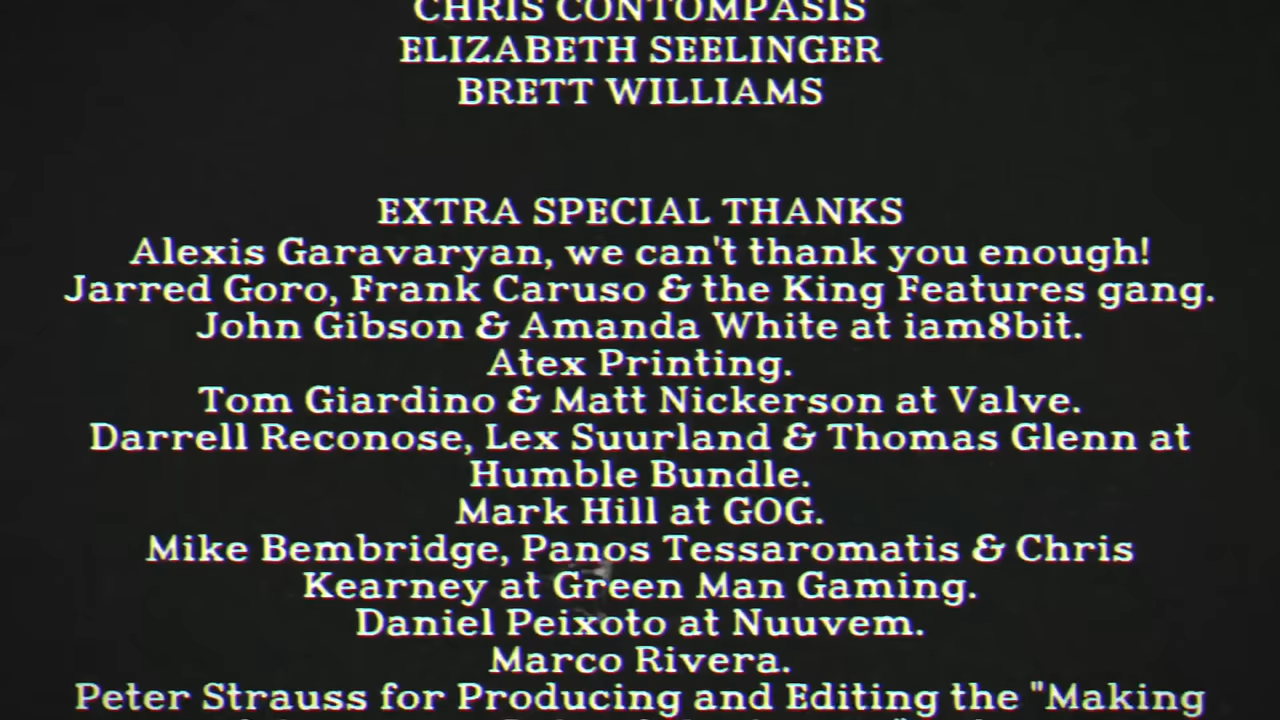 CHRIS CONTOMPASIS
ELIZABETH SEELINGER
BRETT WILLIAMS
EXTRA SPECIAL THANKS
Alexis Garavaryan, we can't thank you enough!
Jarred Goro, Frank Caruso & the King Features gang.
John Gibson & Amanda White at iam8bit.
Atex Printing.
Tom Giardino & Matt Nickerson at Valve.
Darrell Reconose, Lex Suurland & Thomas Glenn at
Humble Bundle.
Mark Hill at GOG.
Mike Bembridge, Panos Tessaromatis & Chris
Kearney at Green Man Gaming.
Daniel Peixoto at Nuuvem.
Marco Rivera.
Peter Strauss for Producing and Editing the "Making